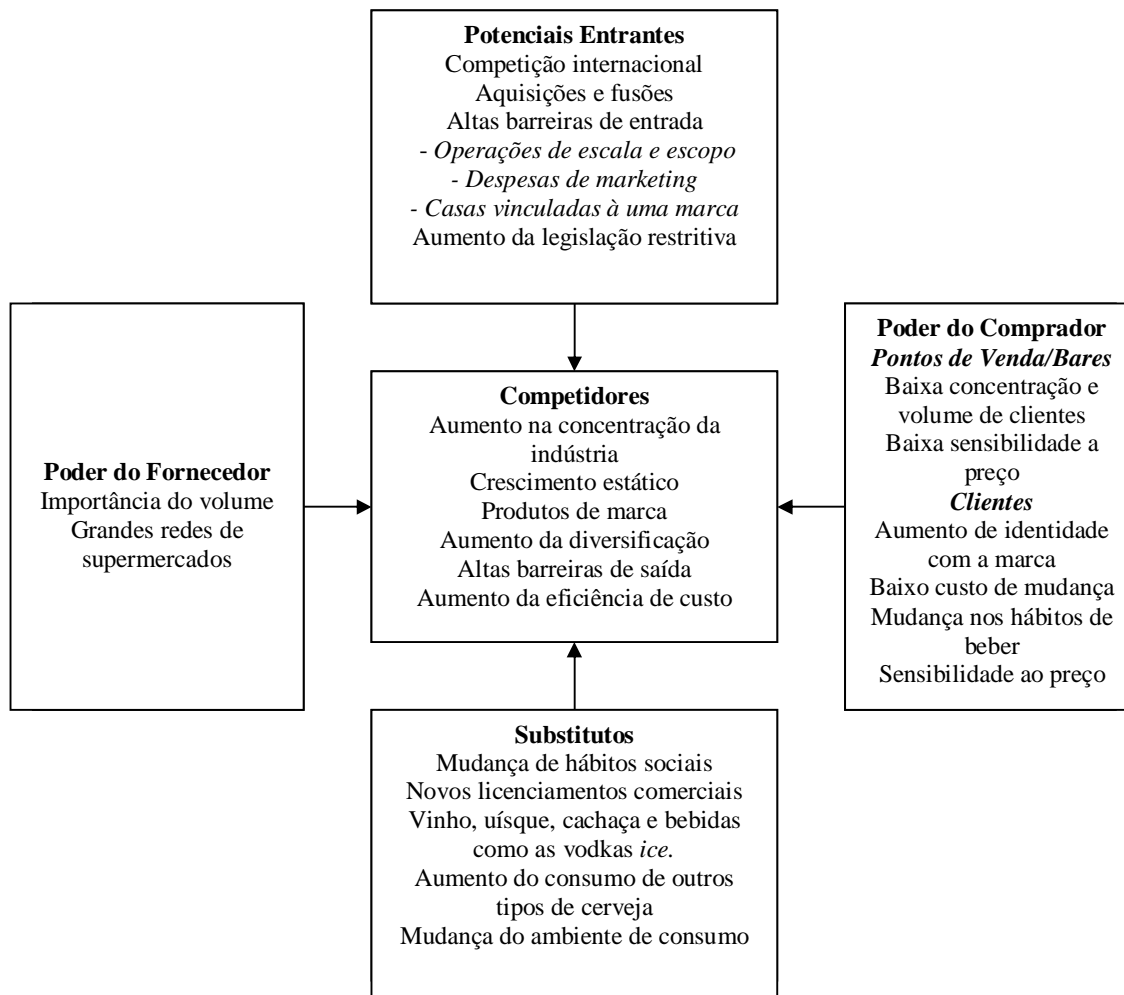 Potenciais Entrantes
Competição internacional
Aquisições e fusões
Altas barreiras de entrada
- Operações de escala e escopo
- Despesas de marketing
- Casas vinculadas à uma marca
Aumento da legislação restritiva
Poder do Fornecedor
Importância do volume
Grandes redes de
supermercados
Competidores
Aumento na concentração da
indústria
Crescimento estático
Produtos de marca
Aumento da diversificação
Altas barreiras de saída
Aumento da eficiência de custo
Poder do Comprador
Pontos de Venda/Bares
Baixa concentração e
volume de clientes
Baixa sensibilidade a
preço
Clientes
Aumento de identidade
com a marca
Baixo custo de mudança
Mudança nos hábitos de
beber
Sensibilidade ao preço
Substitutos
Mudança de hábitos sociais
Novos licenciamentos comerciais
Vinho, uísque, cachaça e bebidas
como as vodkas ice.
Aumento do consumo de outros
tipos de cerveja
Mudança do ambiente de consumo